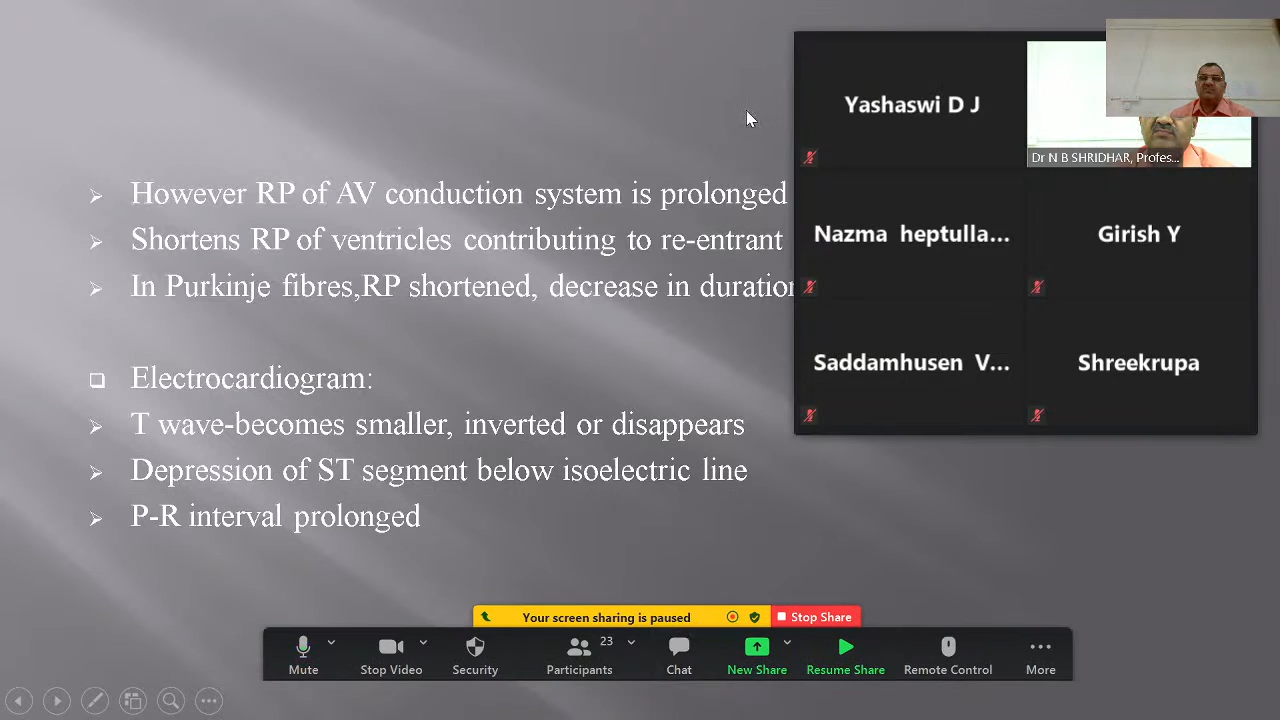 However RP of AV conduction system is prolonged
Shortens RP of ventricles contributing to re-entrant
In Purkinje fibres,RP shortened, decrease in duration
Electrocardiogram:
T wave-becomes smaller, inverted or disappears
Depression of ST segment below isoelectric line
P-R interval prolonged
Yashaswi D J
Dr N B SHRIDHAR, Profes...
Nazma heptulla...
Girish Y
Saddamhusen V...
Shreekrupa
Your screen sharing is paused
Stop Share
Mute
Stop Video
Security
Participants
23
Chat
New Share
Resume Share
Remote Control
More